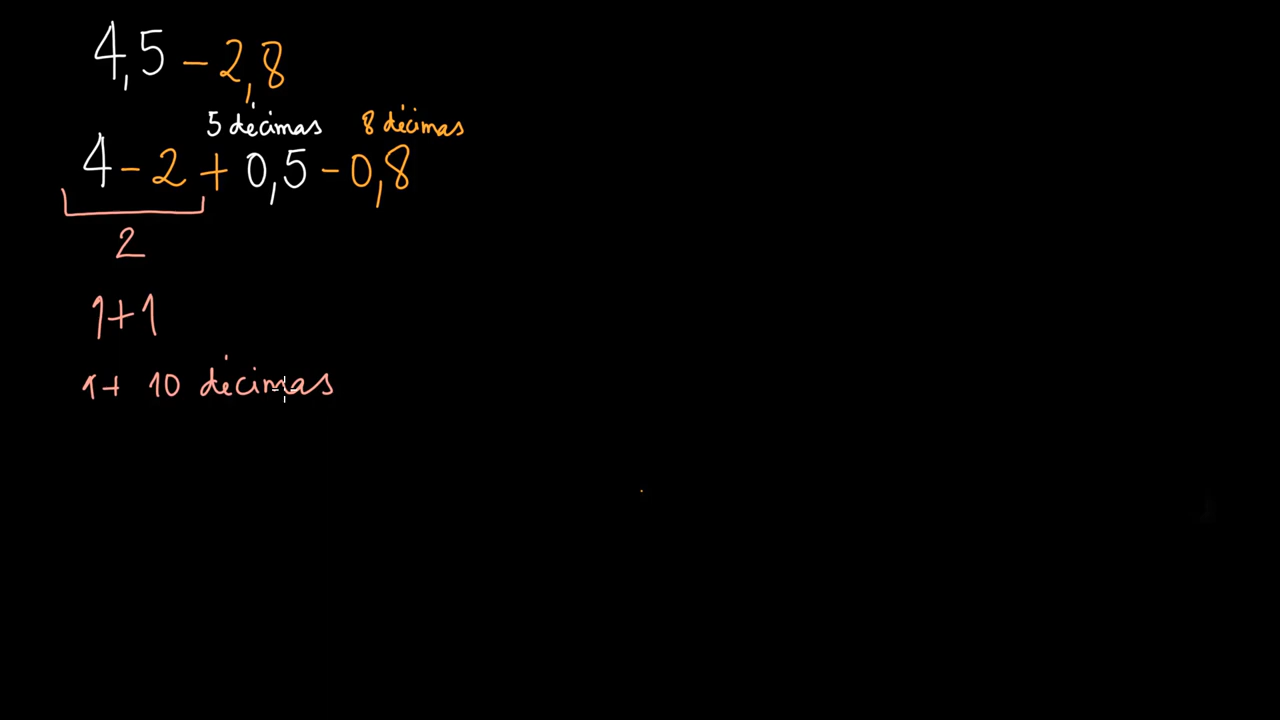 4,5 - 2,8
5 décimas 8 décimas
4 - 2 + 0,5 - 0,8
2
1+1
1+ 10 décimas